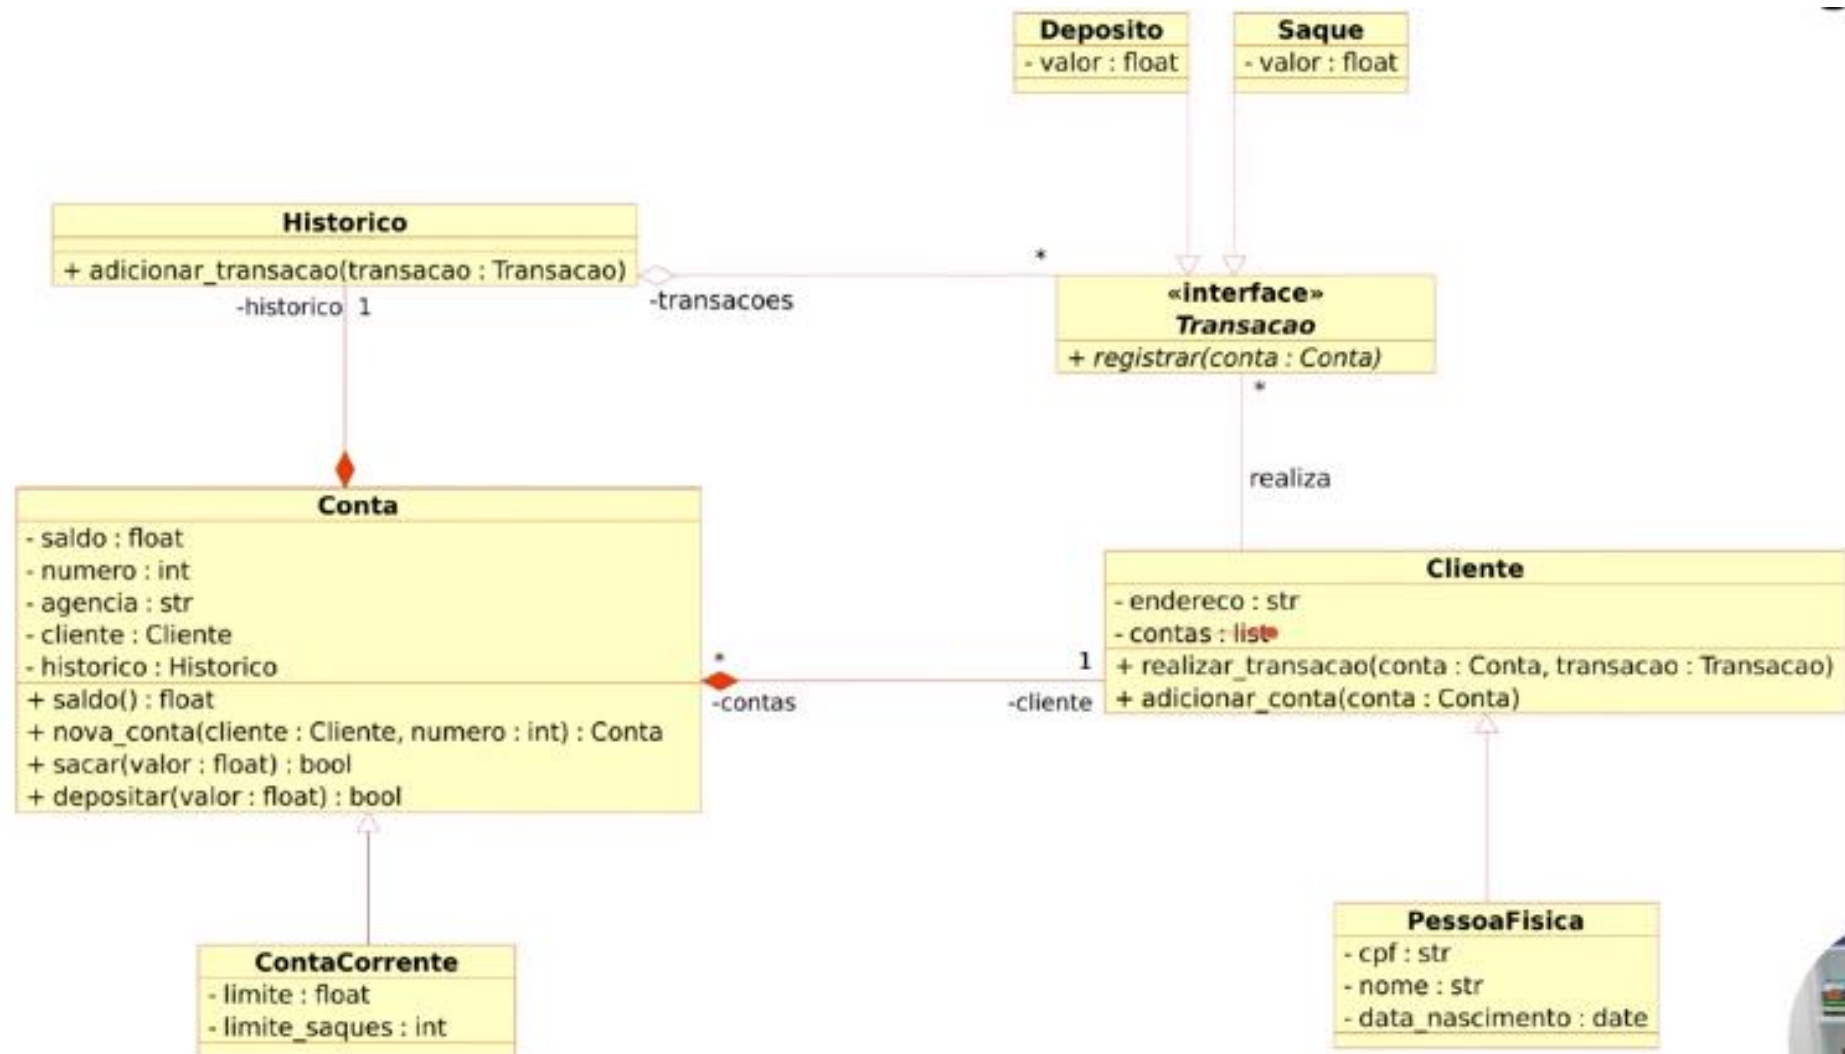 Deposito
- valor : float
Saque
- valor : float
Historico
+ adicionar_transacao(transacao : Transacao)
-historico 1
-transacoes
*
«interface»
Transacao
+ registrar(conta : Conta)
*
realiza
Conta
- saldo : float
- numero : int
- agencia : str
- cliente : Cliente
- historico : Historico
+ saldo() : float
+ nova_conta(cliente : Cliente, numero : int) : Conta
+ sacar(valor : float) : bool
+ depositar(valor : float) : bool
*
-contas
1
-cliente
Cliente
- endereco : str
- contas : list
+ realizar_transacao(conta : Conta, transacao : Transacao)
+ adicionar_conta(conta : Conta)
ContaCorrente
- limite : float
- limite_saques : int
PessoaFisica
- cpf : str
- nome : str
- data_nascimento : date